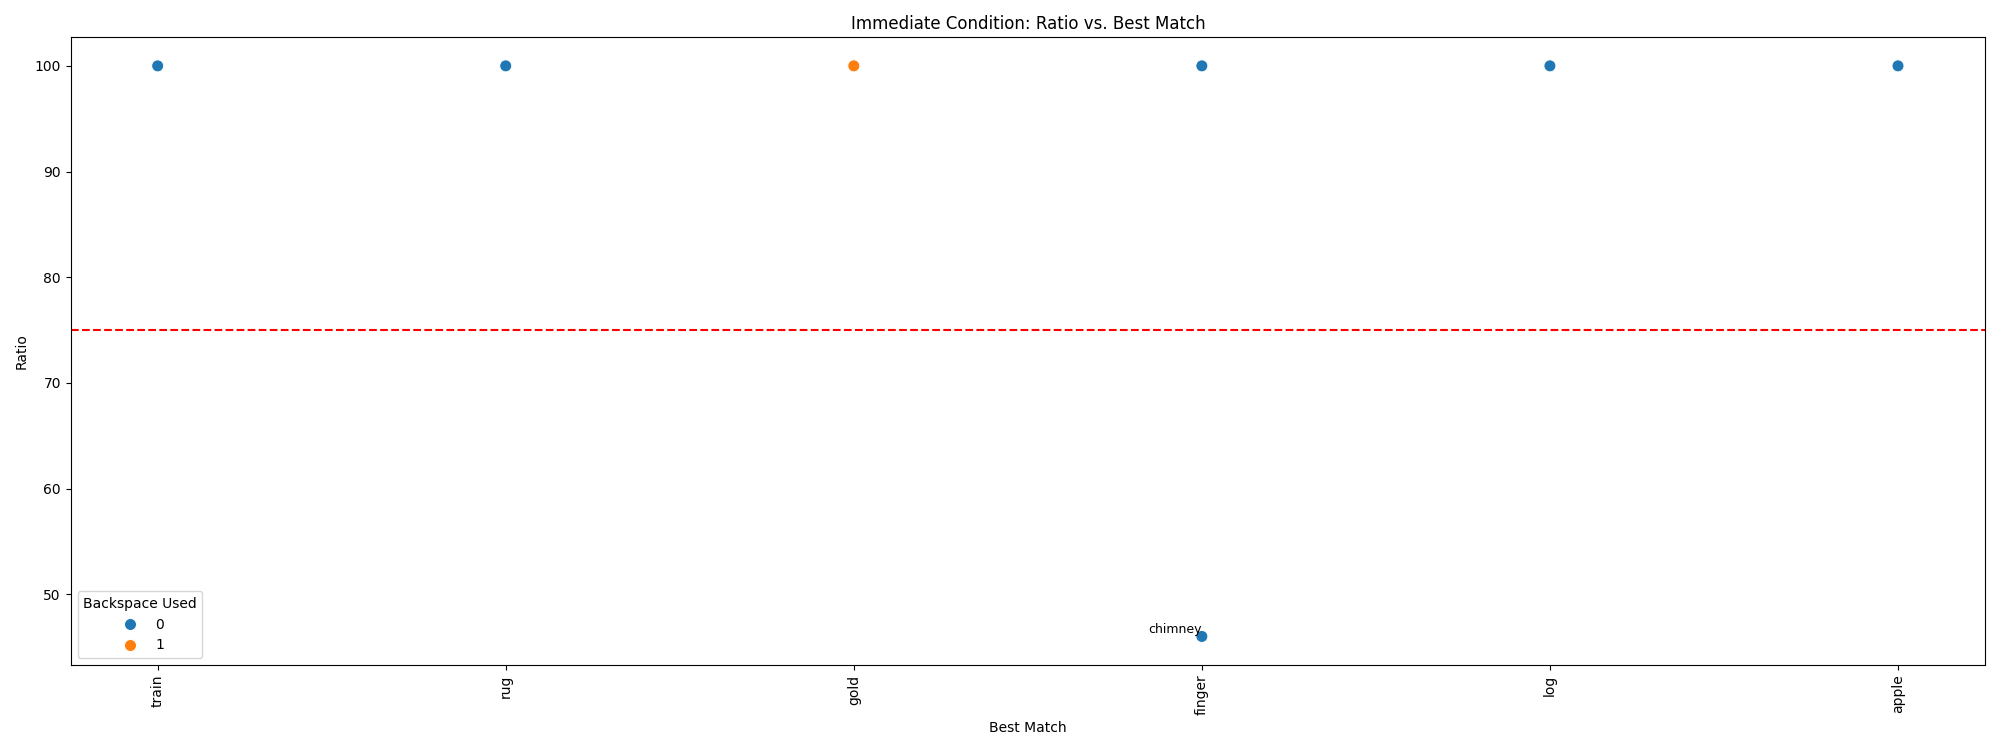 Immediate Condition: Ratio vs. Best Match
100
90
80
70
60
50
Ratio
chimney
Backspace Used
0
1
train
rug
gold
finger
log
apple
Best Match